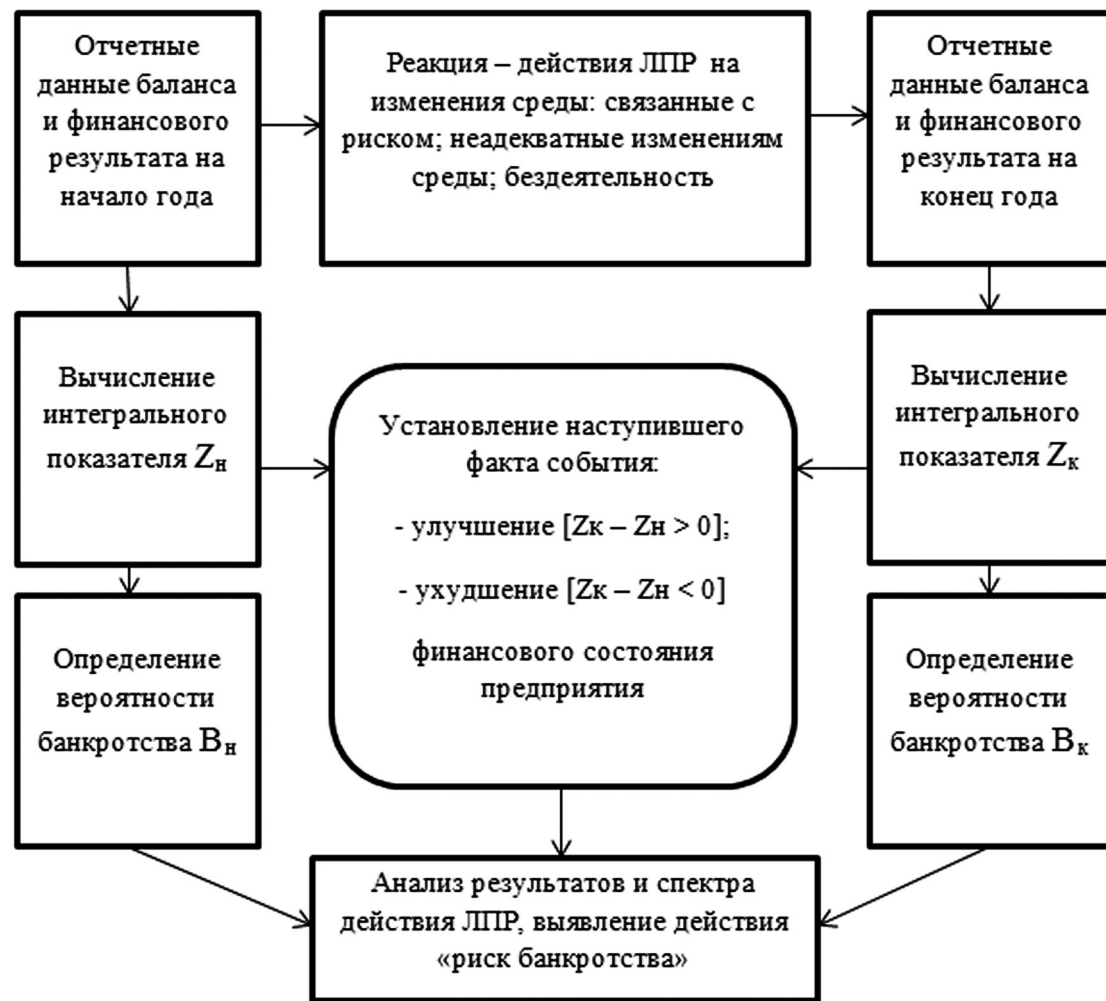 Отчетные
данные баланса
и финансового
результата на
начало года
Реакция – действия ЛПР на
изменения среды: связанные с
риском; неадекватные изменениям
среды; бездеятельность
Отчетные
данные баланса
и финансового
результата на
конец года
Вычисление
интегрального
показателя Zн
Установление наступившего
факта события:
- улучшение [Zк – Zн > 0];
- ухудшение [Zк – Zн < 0]
финансового состояния
предприятия
Вычисление
интегрального
показателя Zк
Определение
вероятности
банкротства Вн
Определение
вероятности
банкротства Вк
Анализ результатов и спектра
действия ЛПР, выявление действия
«риск банкротства»